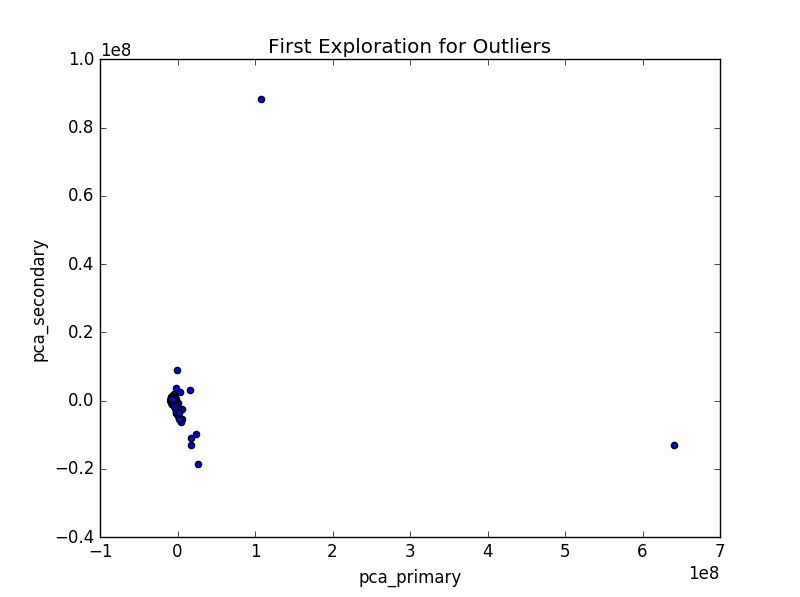 First Exploration for Outliers
1e8
1.0
0.8
0.6
0.4
0.2
0.0
−0.2
−0.4
pca_secondary
−1 0 1 2 3 4 5 6 7
1e8
pca_primary